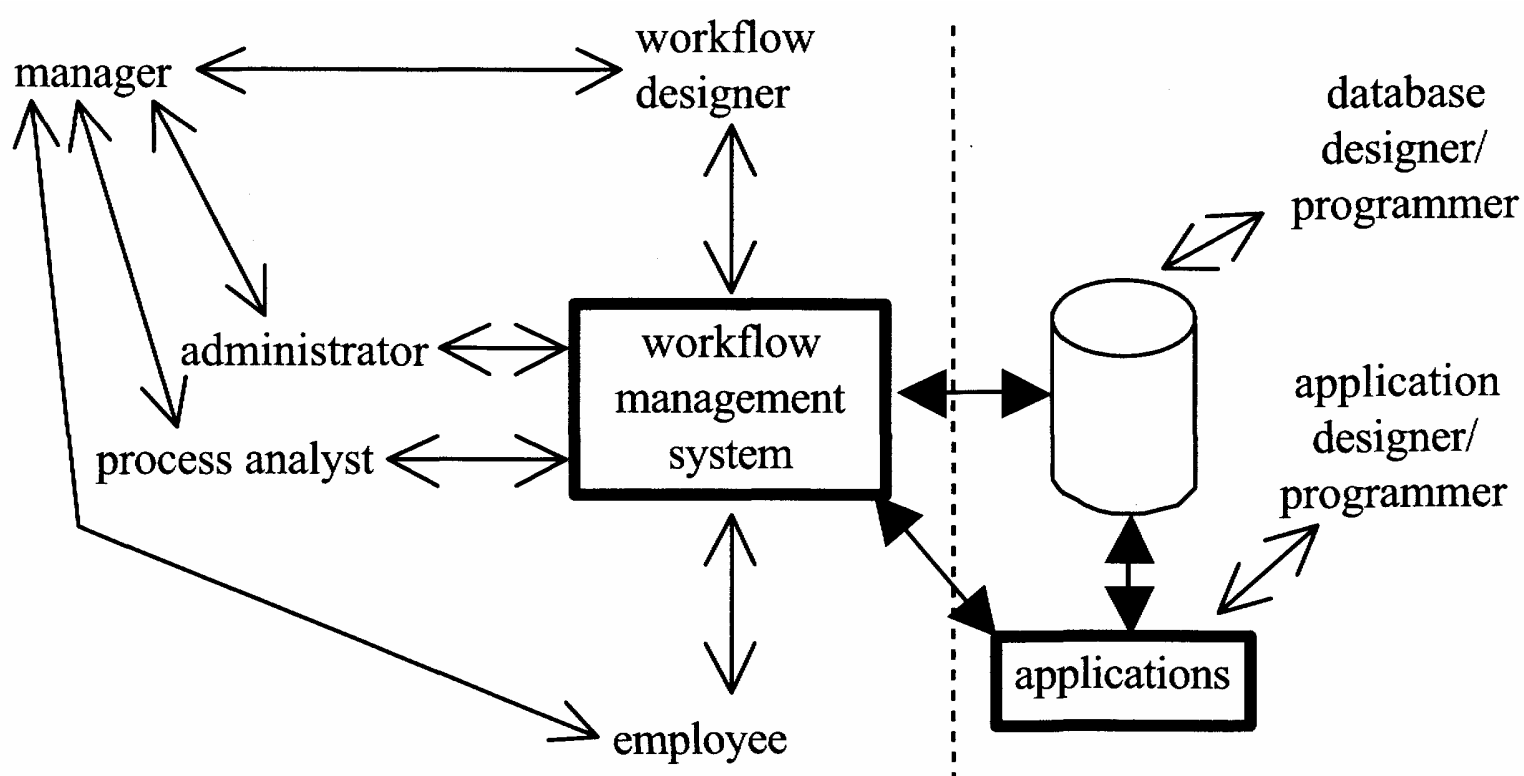 manager
workflow
designer
database
designer/
programmer
administrator
workflow
management
system
process analyst
application
designer/
programmer
applications
employee